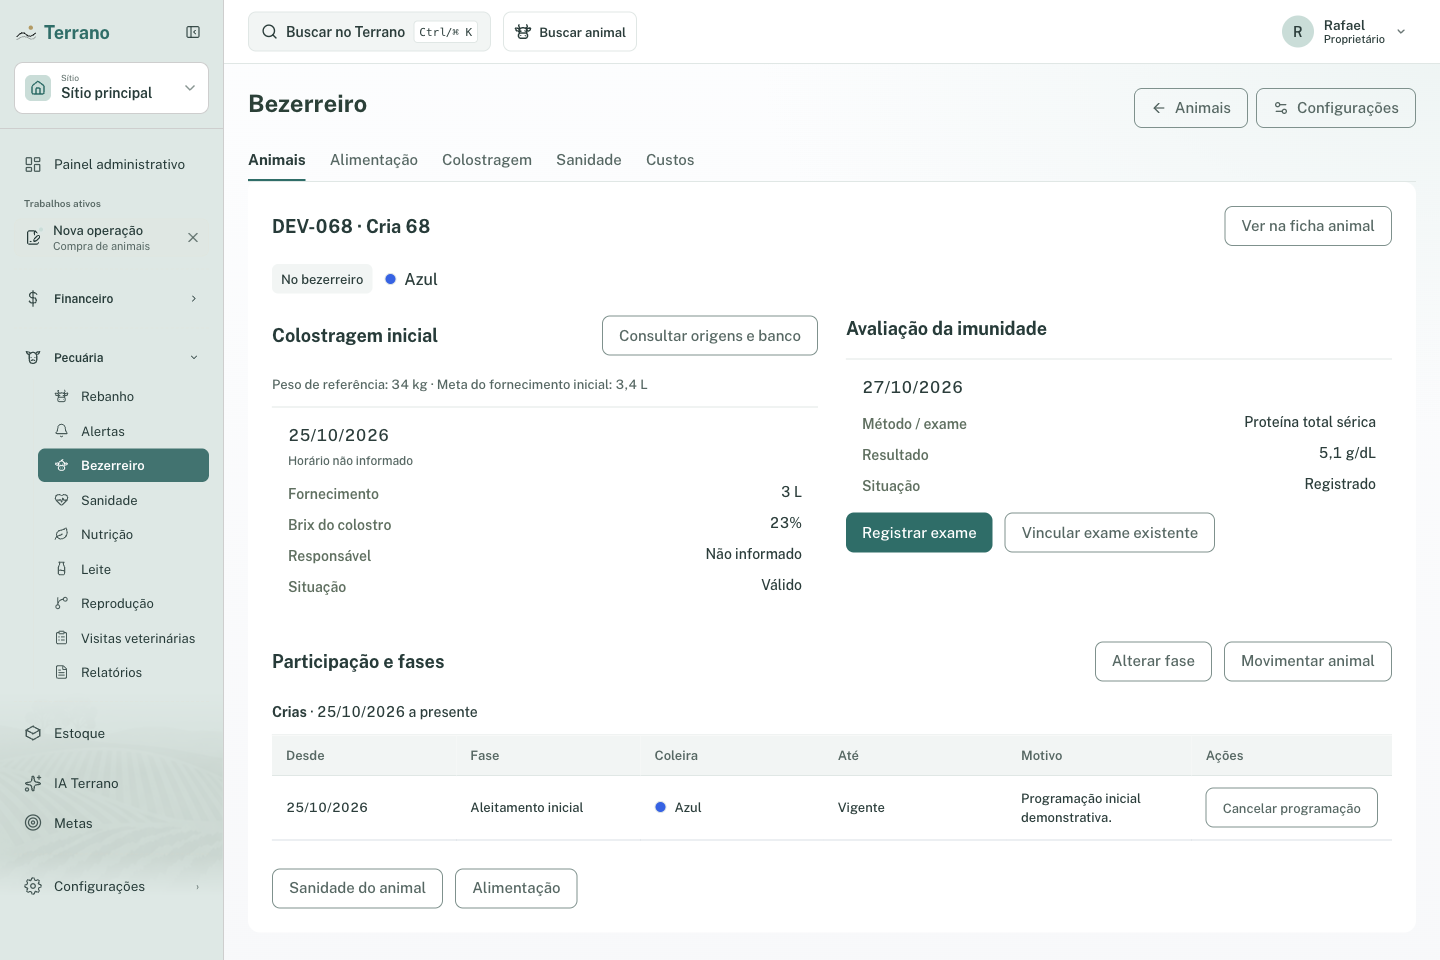 Terrano
Sítio
Sítio principal
Painel administrativo
Trabalhos ativos
Nova operação
Compra de animais
Financeiro
Pecuária
Rebanho
Alertas
Bezerreiro
Sanidade
Nutrição
Leite
Reprodução
Visitas veterinárias
Relatórios
Estoque
IA Terrano
Metas
Configurações
Buscar no Terrano Ctrl/⌘ K
Buscar animal
R
Rafael
Proprietário
Bezerreiro
Animais
Configurações
Animais Alimentação Colostragem Sanidade Custos
DEV-068 · Cria 68
Ver na ficha animal
No bezerreiro Azul
Colostragem inicial
Consultar origens e banco
Peso de referência: 34 kg · Meta do fornecimento inicial: 3,4 L
25/10/2026
Horário não informado
Fornecimento 3 L
Brix do colostro 23%
Responsável Não informado
Situação Válido
Avaliação da imunidade
27/10/2026
Método / exame Proteína total sérica
Resultado 5,1 g/dL
Situação Registrado
Registrar exame
Vincular exame existente
Participação e fases
Alterar fase
Movimentar animal
Crias · 25/10/2026 a presente
Desde Fase Coleira Até Motivo Ações
25/10/2026 Aleitamento inicial Azul Vigente Programação inicial demonstrativa. Cancelar programação
Sanidade do animal
Alimentação